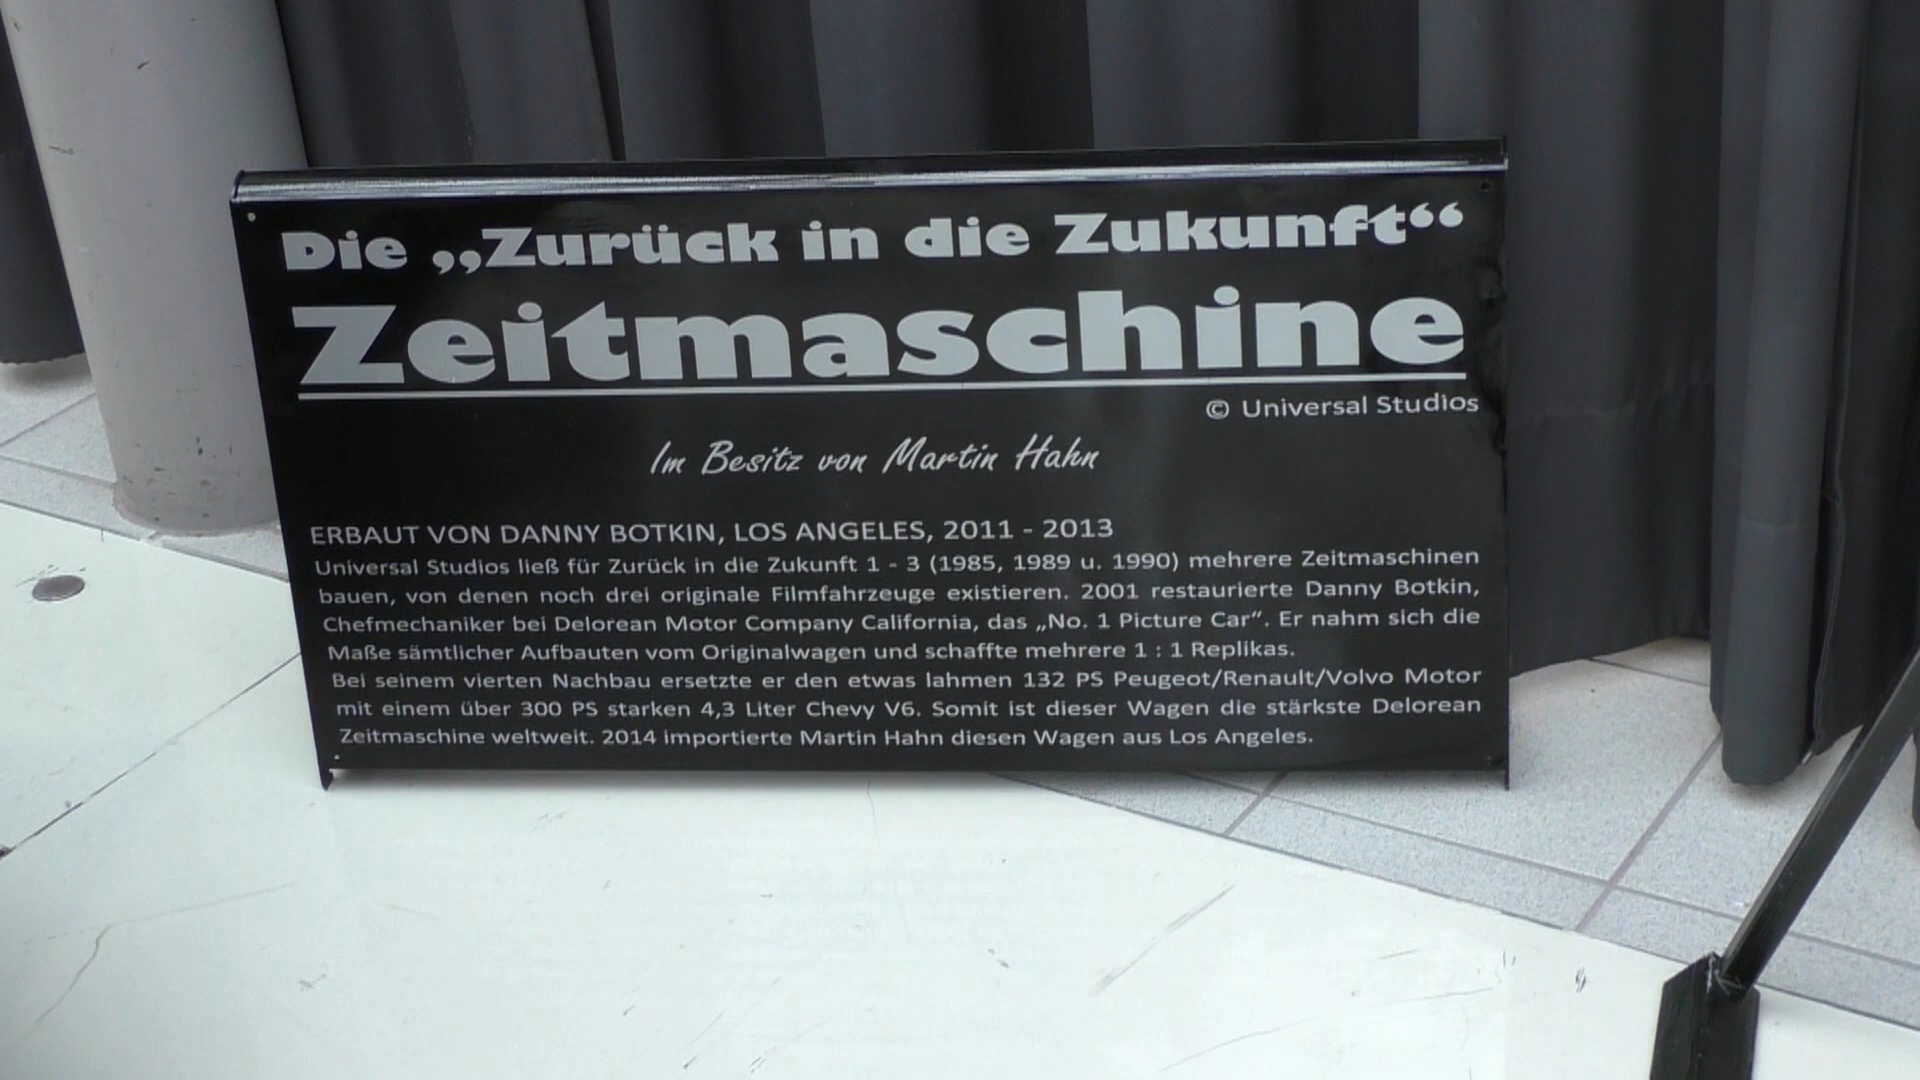 Die „Zurück in die Zukunft“
Zeitmaschine
© Universal Studios
Im Besitz von Martin Hahn
ERBAUT VON DANNY BOTKIN, LOS ANGELES, 2011 - 2013
Universal Studios ließ für Zurück in die Zukunft 1 - 3 (1985, 1989 u. 1990) mehrere Zeitmaschinen
bauen, von denen noch drei originale Filmfahrzeuge existieren. 2001 restaurierte Danny Botkin,
Chefmechaniker bei Delorean Motor Company California, das „No. 1 Picture Car“. Er nahm sich die
Maße sämtlicher Aufbauten vom Originalwagen und schaffte mehrere 1 : 1 Replikas.
Bei seinem vierten Nachbau ersetzte er den etwas lahmen 132 PS Peugeot/Renault/Volvo Motor
mit einem über 300 PS starken 4,3 Liter Chevy V6. Somit ist dieser Wagen die stärkste Delorean
Zeitmaschine weltweit. 2014 importierte Martin Hahn diesen Wagen aus Los Angeles.